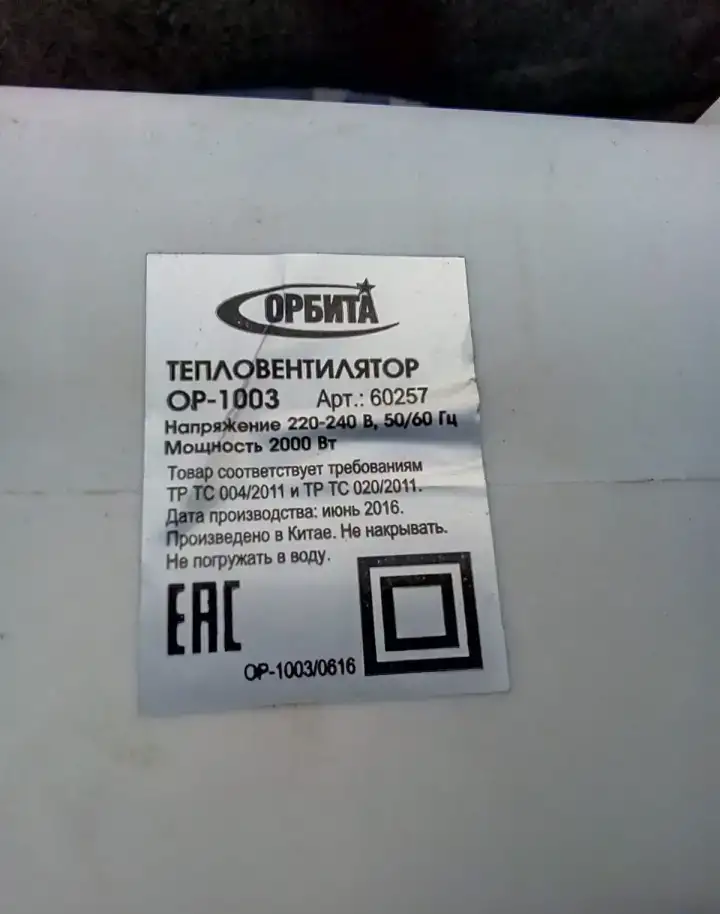 ОРБИТА
ТЕПЛОВЕНТИЛЯТОР
ОР-1003 Арт.: 60257
Напряжение 220-240 В, 50/60 Гц
Мощность 2000 Вт
Товар соответствует требованиям
ТР ТС 004/2011 и ТР ТС 020/2011.
Дата производства: июнь 2016.
Произведено в Китае. Не накрывать.
Не погружать в воду.
EAC
ОР-1003/0616